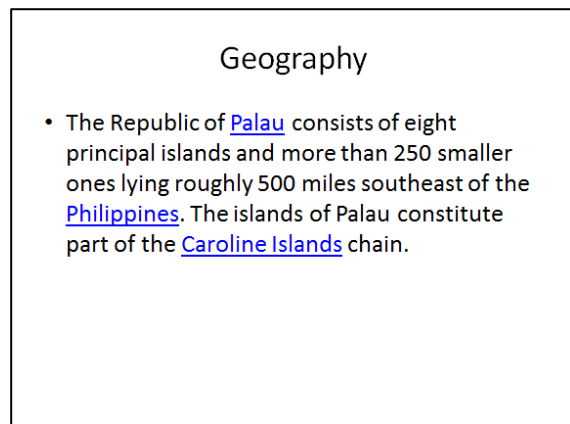 Geography
• The Republic of Palau consists of eight
principal islands and more than 250 smaller
ones lying roughly 500 miles southeast of the
Philippines. The islands of Palau constitute
part of the Caroline Islands chain.